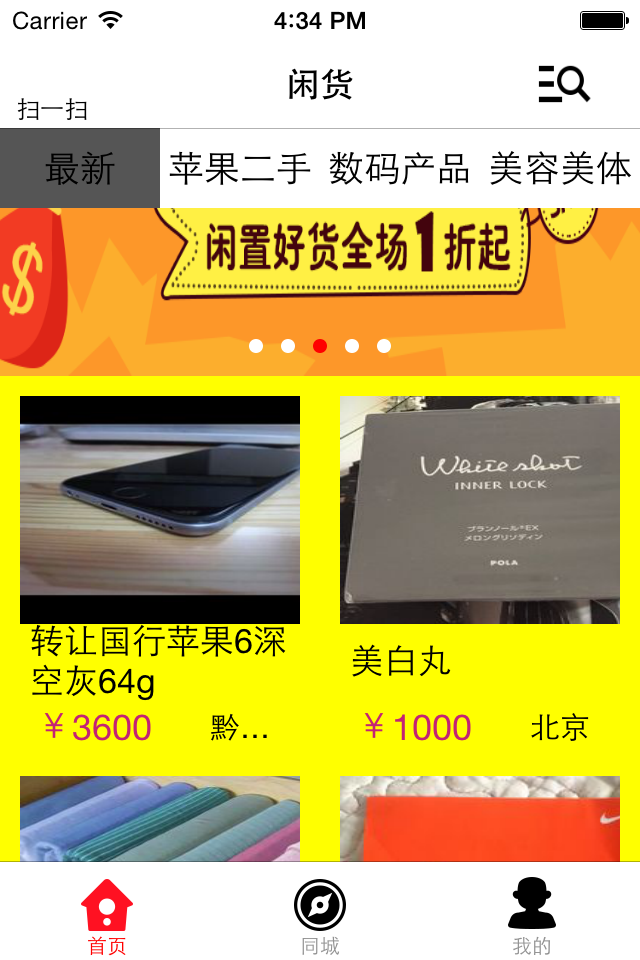 Carrier 4:34 PM
闲货
扫一扫
最新 苹果二手 数码产品 美容美体
闲置好货全场1折起
White shot
INNER LOCK
ブランノール®EX
メロングリソディン
POLA
转让国行苹果6深
空灰64g
美白丸
￥3600 黔...
￥1000 北京
首页 同城 我的